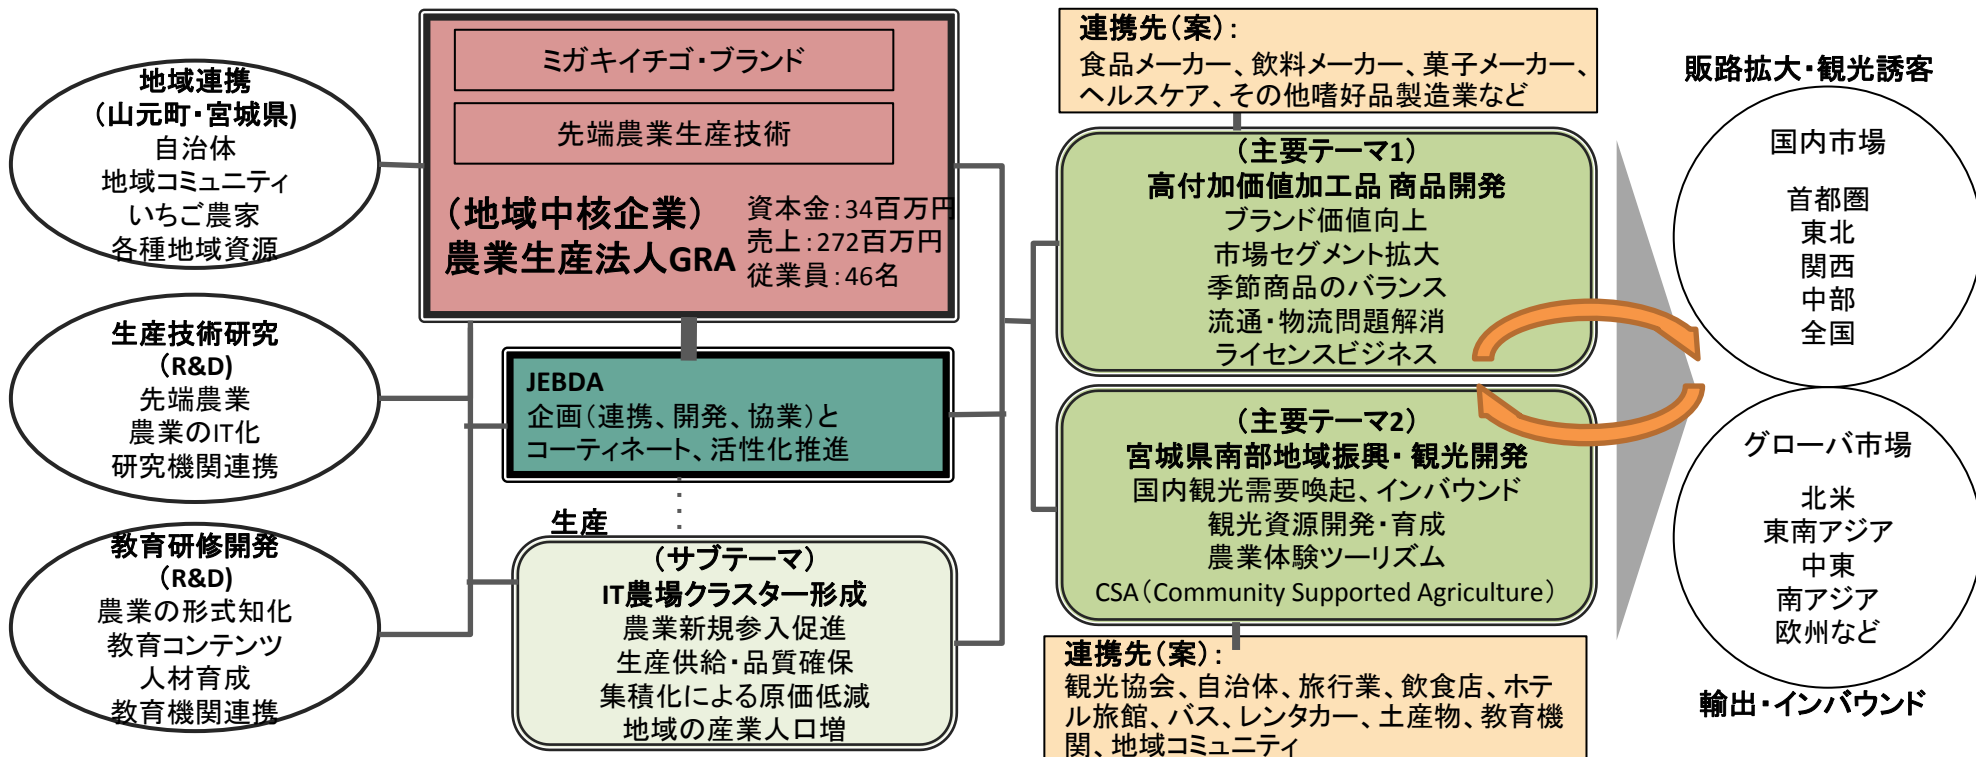 地域連携
(山元町・宮城県)
自治体
地域コミュニティ
いちご農家
各種地域資源
生産技術研究
(R&D)
先端農業
農業のIT化
研究機関連携
教育研修開発
(R&D)
農業の形式知化
教育コンテンツ
人材育成
教育機関連携
ミガキイチゴ・ブランド
先端農業生産技術
(地域中核企業)
農業生産法人GRA
資本金:34百万円
売上:272百万円
従業員:46名
JEBDA
企画(連携、開発、協業)と
コーティネート、活性化推進
生産
(サブテーマ)
IT農場クラスター形成
農業新規参入促進
生産供給・品質確保
集積化による原価低減
地域の産業人口増
連携先(案):
食品メーカー、飲料メーカー、菓子メーカー、
ヘルスケア、その他嗜好品製造業など
(主要テーマ1)
高付加価値加工品 商品開発
ブランド価値向上
市場セグメント拡大
季節商品のバランス
流通・物流問題解消
ライセンスビジネス
(主要テーマ2)
宮城県南部地域振興・観光開発
国内観光需要喚起、インバウンド
観光資源開発・育成
農業体験ツーリズム
CSA(Community Supported Agriculture)
連携先(案):
観光協会、自治体、旅行業、飲食店、ホテ
ル旅館、バス、レンタカー、土産物、教育機
関、地域コミュニティ
販路拡大・観光誘客
国内市場
首都圏
東北
関西
中部
全国
グローバ市場
北米
東南アジア
中東
南アジア
欧州など
輸出・インバウンド